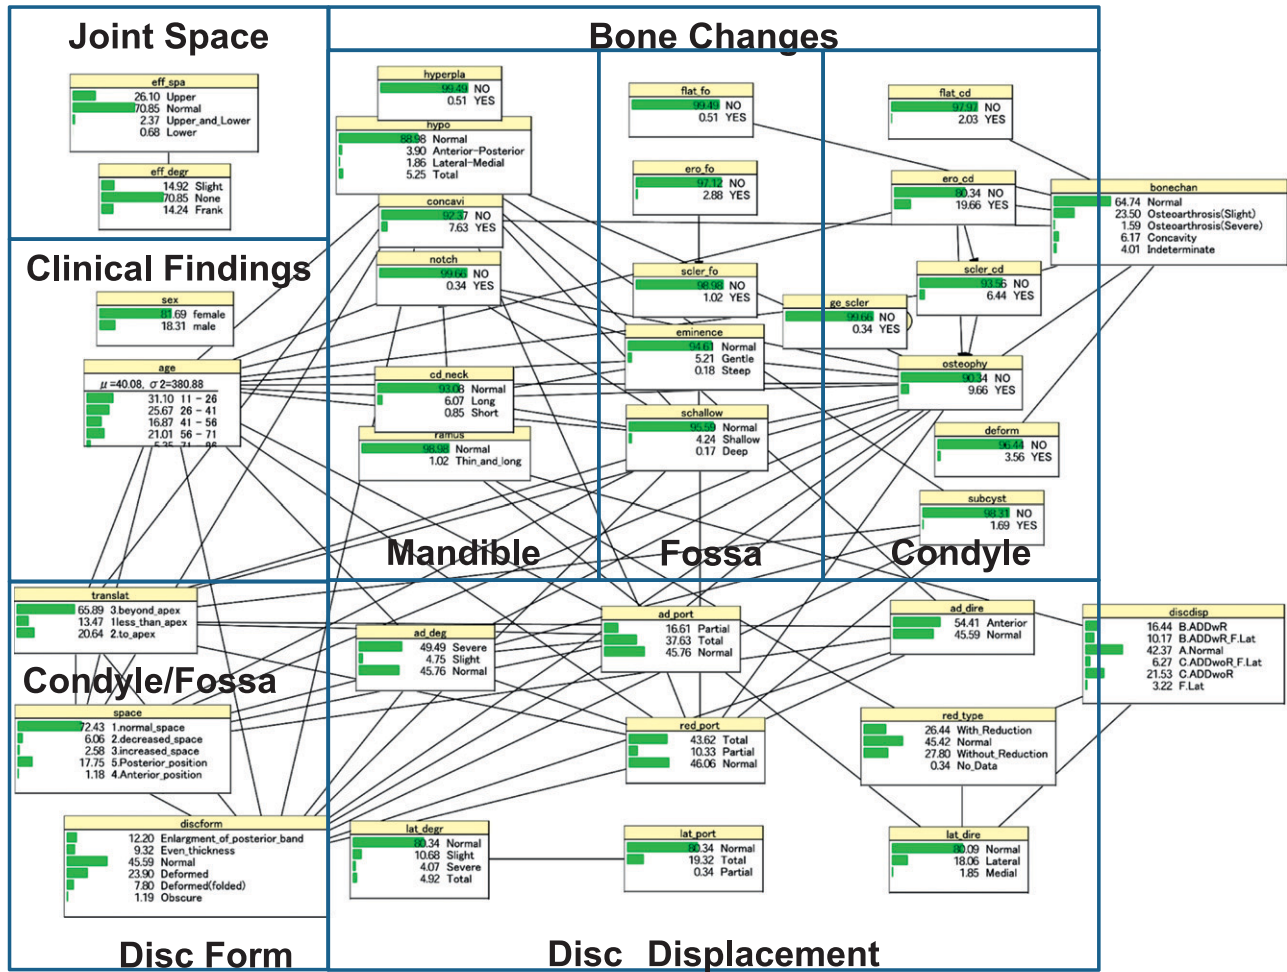 Joint Space
Bone Changes
eff_spa
26.10 Upper
70.85 Normal
2.37 Upper_and_Lower
0.68 Lower
eff_degr
14.92 Slight
70.85 None
14.24 Frank
hyperpla
99.49 NO
0.51 YES
hypo
88.98 Normal
3.90 Anterior-Posterior
1.86 Lateral-Medial
5.25 Total
concavi
92.37 NO
7.63 YES
notch
99.66 NO
0.34 YES
cd_neck
93.08 Normal
6.07 Long
0.85 Short
ramus
98.98 Normal
1.02 Thin_and_long
Mandible
flat_fo
99.49 NO
0.51 YES
ero_fo
97.12 NO
2.88 YES
scler_fo
98.98 NO
1.02 YES
eminence
94.61 Normal
5.21 Gentle
0.18 Steep
schallow
95.59 Normal
4.24 Shallow
0.17 Deep
Fossa
flat_cd
97.97 NO
2.03 YES
ero_cd
80.34 NO
19.66 YES
scler_cd
93.56 NO
6.44 YES
ge_scler
99.66 NO
0.34 YES
osteophy
90.34 NO
9.66 YES
deform
96.44 NO
3.56 YES
subcyst
98.31 NO
1.69 YES
Condyle
bonechan
64.74 Normal
23.50 Osteoarthrosis(Slight)
1.59 Osteoarthrosis(Severe)
6.17 Concavity
4.01 Indeterminate
Clinical Findings
sex
81.69 female
18.31 male
age
μ=40.08, σ2=380.88
31.10 11 - 26
25.67 26 - 41
16.87 41 - 56
21.01 56 - 71
5.35 71 - 86
translat
65.89 3.beyond_apex
13.47 1less_than_apex
20.64 2.to_apex
Condyle/Fossa
space
72.43 1.normal_space
6.06 2.decreased_space
2.58 3.increased_space
17.75 5.Posterior_position
1.18 4.Anterior_position
discform
12.20 Enlargment_of_posterior_band
9.32 Even_thickness
45.59 Normal
23.90 Deformed
7.80 Deformed(folded)
1.19 Obscure
Disc Form
ad_deg
49.49 Severe
4.75 Slight
45.76 Normal
ad_port
16.61 Partial
37.63 Total
45.76 Normal
ad_dire
54.41 Anterior
45.59 Normal
discdisp
16.44 B.ADDwR
10.17 B.ADDwR_F.Lat
42.37 A.Normal
6.27 C.ADDwoR_F.Lat
21.53 C.ADDwoR
3.22 F.Lat
red_port
43.62 Total
10.33 Partial
46.06 Normal
red_type
26.44 With_Reduction
45.42 Normal
27.80 Without_Reduction
0.34 No_Data
lat_degr
80.34 Normal
10.68 Slight
4.07 Severe
4.92 Total
lat_port
80.34 Normal
19.32 Total
0.34 Partial
lat_dire
80.09 Normal
18.06 Lateral
1.85 Medial
Disc Displacement